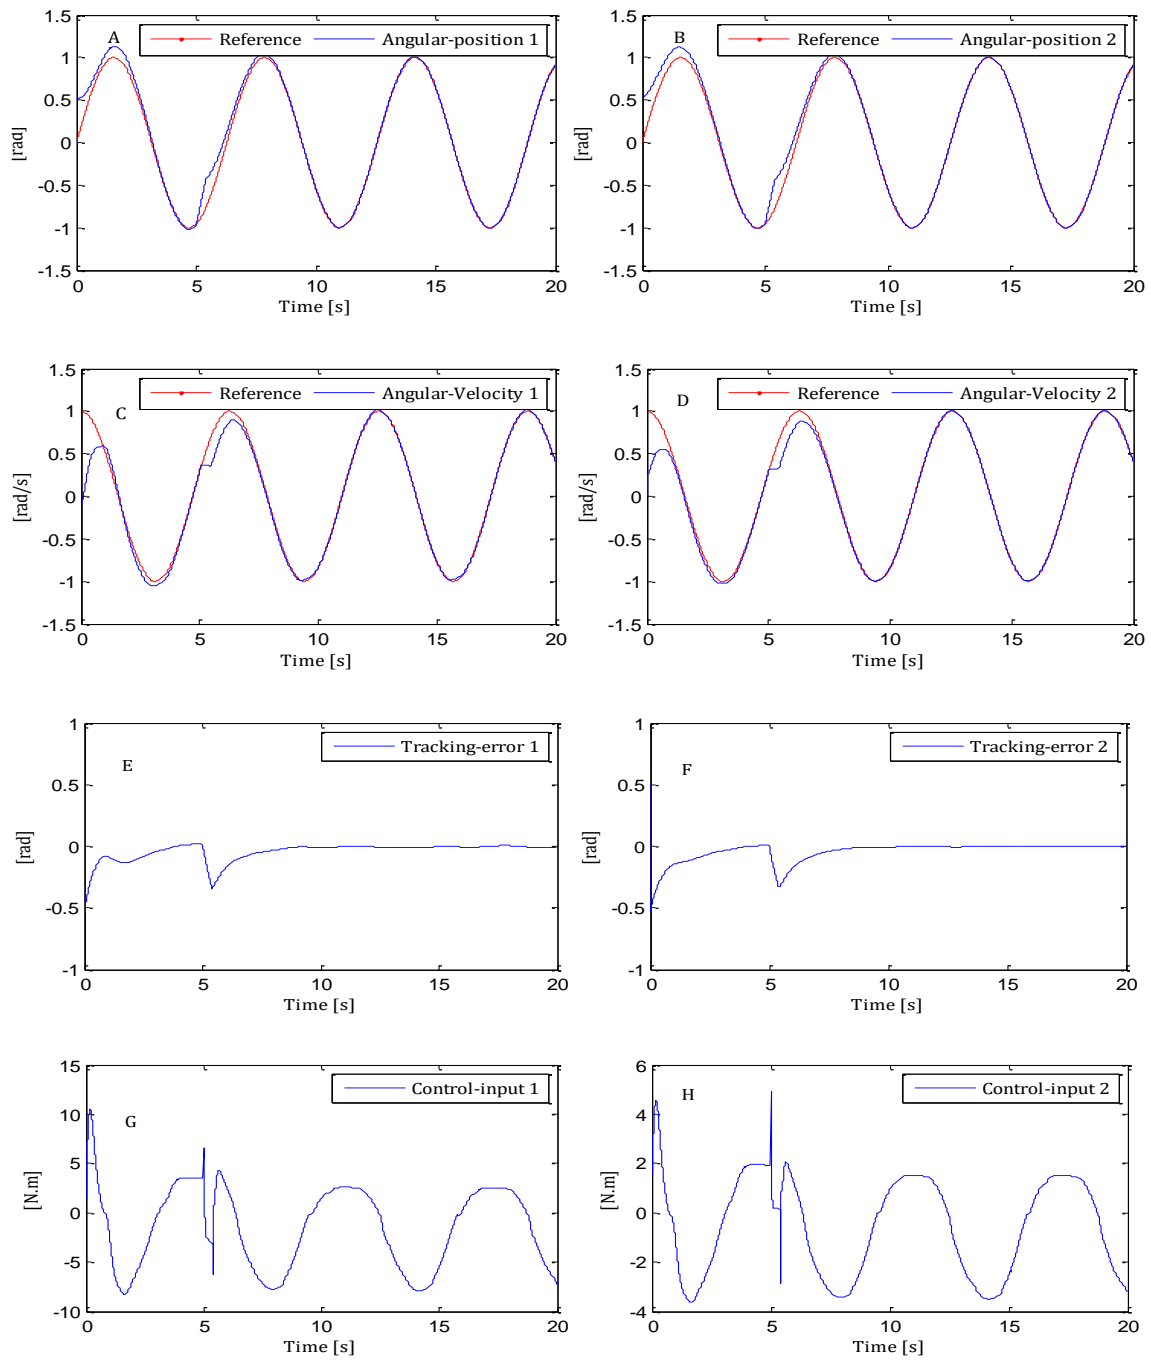 A
Reference
Angular-position 1
1.5
1
0.5
0
-0.5
-1
-1.5
[rad]
0
5
10
15
20
Time [s]
B
Reference
Angular-position 2
1.5
1
0.5
0
-0.5
-1
-1.5
[rad]
0
5
10
15
20
Time [s]
C
Reference
Angular-Velocity 1
1.5
1
0.5
0
-0.5
-1
-1.5
[rad/s]
0
5
10
15
20
Time [s]
D
Reference
Angular-Velocity 2
1.5
1
0.5
0
-0.5
-1
-1.5
[rad/s]
0
5
10
15
20
Time [s]
E
Tracking-error 1
1
0.5
0
-0.5
-1
[rad]
0
5
10
15
20
Time [s]
F
Tracking-error 2
1
0.5
0
-0.5
-1
[rad]
0
5
10
15
20
Time [s]
G
Control-input 1
15
10
5
0
-5
-10
[N.m]
0
5
10
15
20
Time [s]
H
Control-input 2
6
4
2
0
-2
-4
[N.m]
0
5
10
15
20
Time [s]